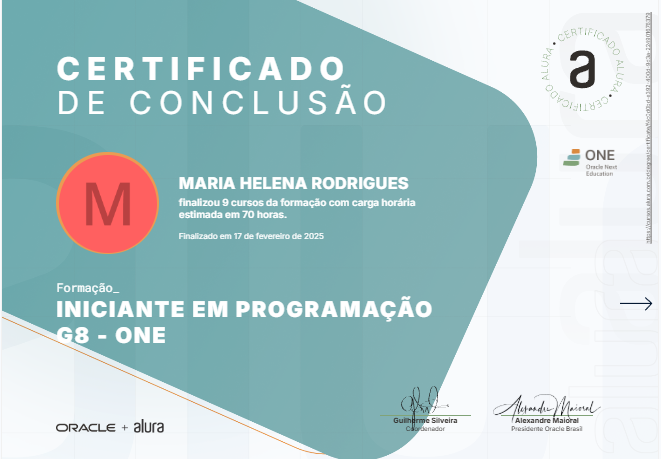 CERTIFICADO
DE CONCLUSÃO
CERTIFICADO ALURA • CERTIFICADO ALURA •
a
ONE
Oracle Next
Education
M
MARIA HELENA RODRIGUES
finalizou 9 cursos da formação com carga horária
estimada em 70 horas.
Finalizado em 17 de fevereiro de 2025
Formação_
INICIANTE EM PROGRAMAÇÃO
G8 - ONE
ORACLE + alura
Guilherme Silveira
Coordenador
Alexandre Maioral
Alexandre Maioral
Presidente Oracle Brasil